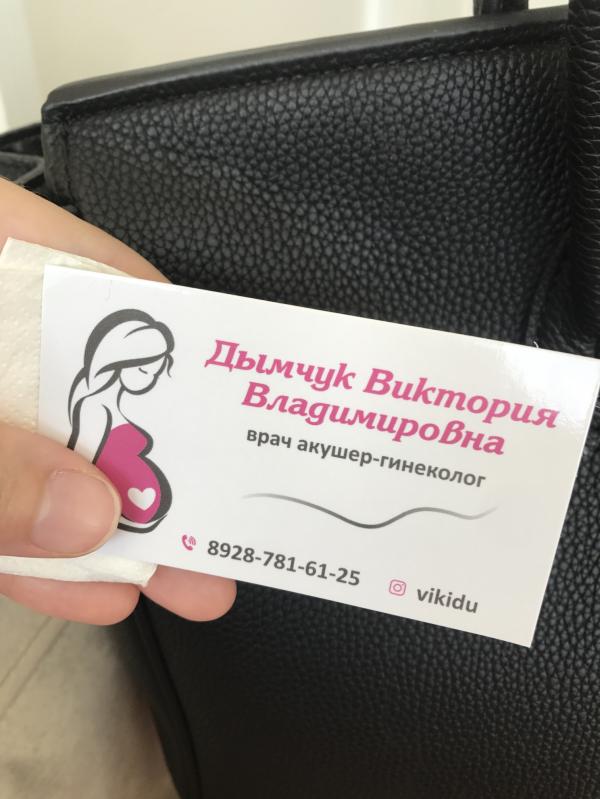 Дымчук Виктория
Владимировна
врач акушер-гинеколог
8928-781-61-25
vikidu